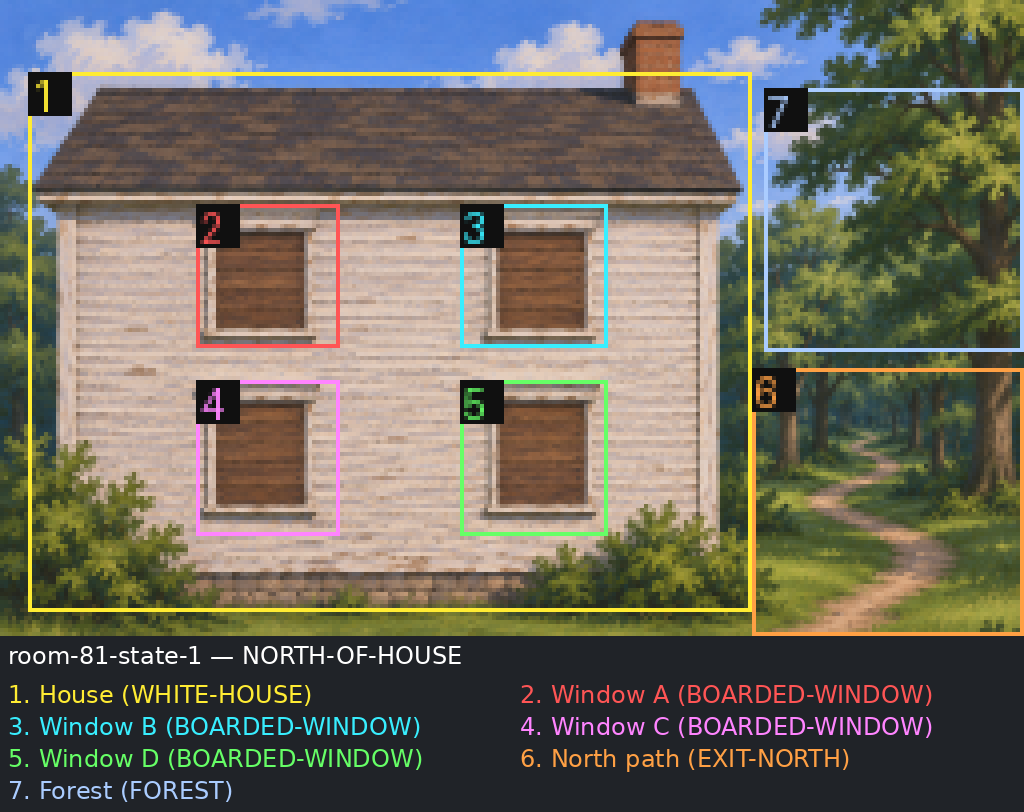 1
7
2
3
4
5
6
room-81-state-1 — NORTH-OF-HOUSE
1. House (WHITE-HOUSE)
2. Window A (BOARDED-WINDOW)
3. Window B (BOARDED-WINDOW)
4. Window C (BOARDED-WINDOW)
5. Window D (BOARDED-WINDOW)
6. North path (EXIT-NORTH)
7. Forest (FOREST)